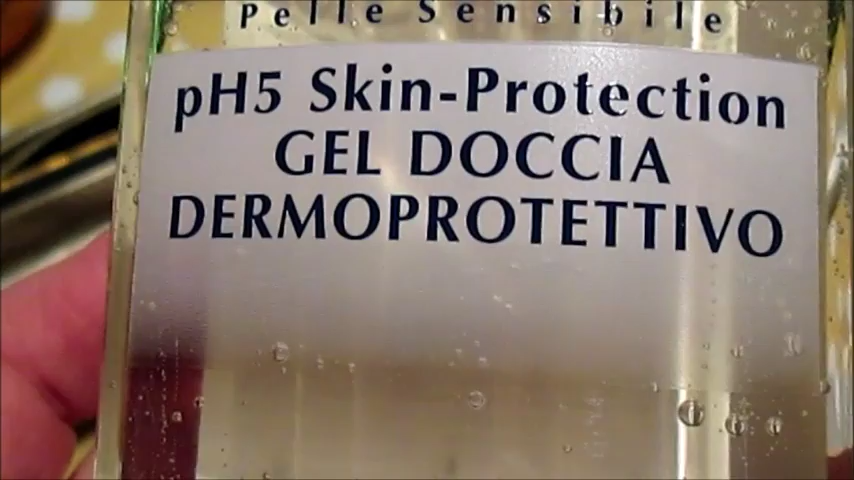 Pelle Sensibile
pH5 Skin-Protection
GEL DOCCIA
DERMOPROTETTIVO